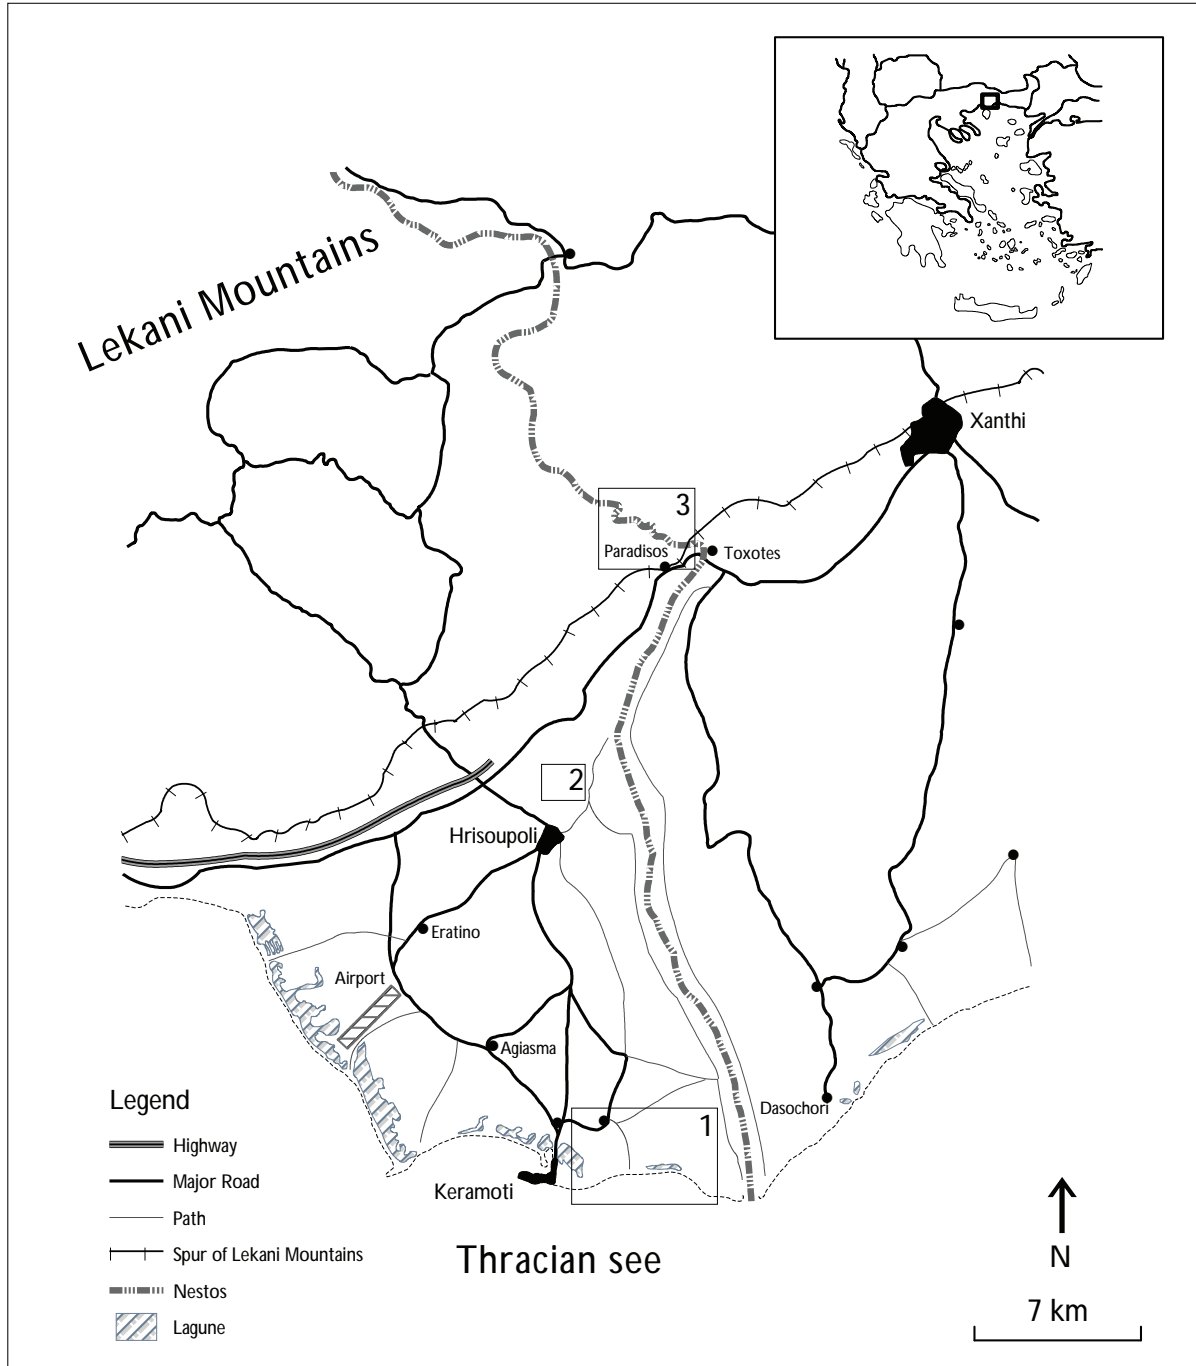 Lekani Mountains
Xanthi
3
Paradisos
Toxotes
2
Hrisoupoli
Eratino
Airport
Agiasma
Dasochori
1
Keramoti
Thracian see
Legend
Highway
Major Road
Path
Spur of Lekani Mountains
Nestos
Lagune
N
7 km